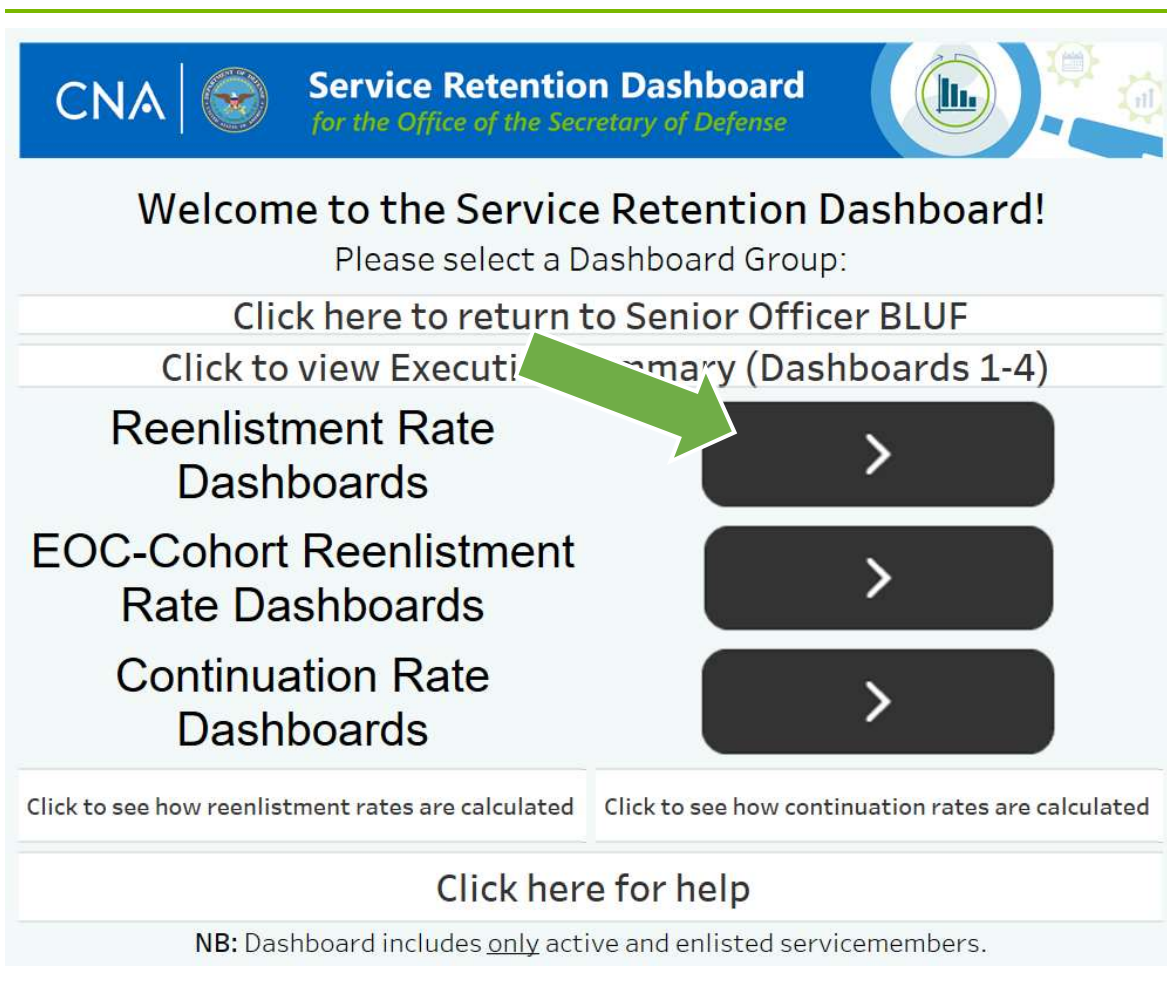 CNA
Service Retention Dashboard
for the Office of the Secretary of Defense
Welcome to the Service Retention Dashboard!
Please select a Dashboard Group:
Click here to return to Senior Officer BLUF
Click to view Executi mmary (Dashboards 1-4)
Reenlistment Rate
Dashboards
EOC-Cohort Reenlistment
Rate Dashboards
Continuation Rate
Dashboards
Click to see how reenlistment rates are calculated
Click to see how continuation rates are calculated
Click here for help
NB: Dashboard includes only active and enlisted servicemembers.